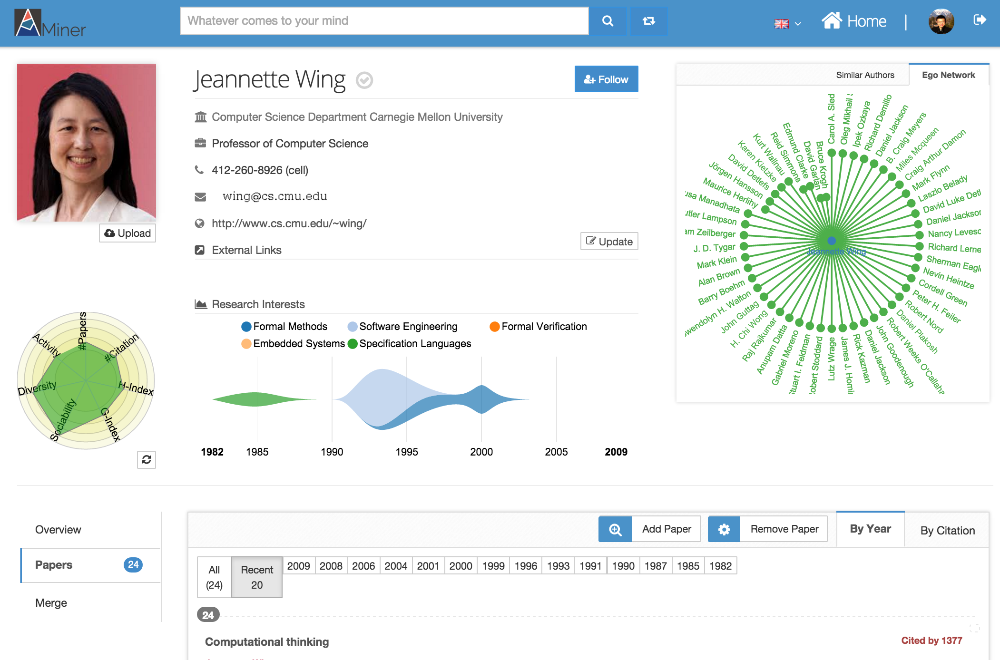 AMiner
Whatever comes to your mind
Home
|
Jeannette Wing
Follow
Computer Science Department Carnegie Mellon University
Professor of Computer Science
412-260-8926 (cell)
wing@cs.cmu.edu
http://www.cs.cmu.edu/~wing/
External Links
Update
Upload
Similar Authors
Ego Network
Carol A. Sled
Oleg Mikhail
Ipek Ozkaya
Richard Demillo
Daniel Jackson
B. Craig Meyers
Miles Mcqueen
Craig Arthur Damon
Mark Flynn
Laszlo Belady
David Luke Detl
Daniel Jackson
Nancy Levesc
Richard Lerne
Sherman Eagl
Nevin Heintze
Cordell Green
Peter H. Feiler
Robert Nord
Daniel Plakosh
Robert Weeks O'Callaha
John Goodenough
Daniel Jackson
Rick Kazman
James J. Homi
Lutz Wrage
obert Stoddard
Stuart I. Feldman
Gabriel Moreno
Anupam Datta
Raj Rajkumar
H. Chi Wong
John Guttag
wendolyn H. Walton
Barry Boehm
Alan Brown
Mark Klein
J. D. Tygar
am Zeilberger
utler Lampson
usa Manadhata
Maurice Herlihy
Jörgen Hansson
David Detlefs
Karen Kietzke
Kurt Wallnau
Reid Simmons
Edmund Clarke
David Garlan
Bruce Krogh
Jeannette Wing
#Papers
#Citation
H-Index
G-Index
Sociability
Diversity
Activity
Research Interests
Formal Methods
Software Engineering
Formal Verification
Embedded Systems
Specification Languages
1982
1985
1990
1995
2000
2005
2009
Overview
Papers
24
Merge
Add Paper
Remove Paper
By Year
By Citation
All
(24)
Recent
20
2009
2008
2006
2004
2001
2000
1999
1996
1993
1991
1990
1987
1985
1982
24
Computational thinking
Cited by 1377